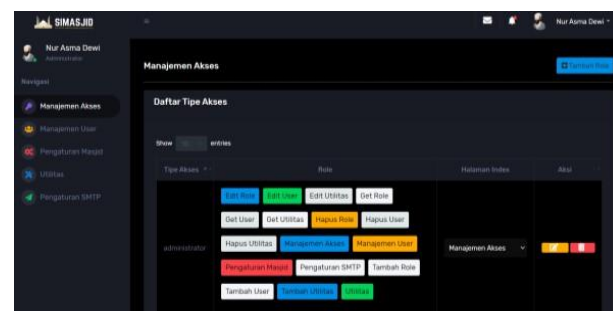 SIMASJID
Nur Asma Dewi
Nur Asma Dewi
Administrator
Navigasi
Manajemen Akses
Manajemen User
Pengaturan Masjid
Utilitas
Pengaturan SMTP
Manajemen Akses
Tambah Role
Daftar Tipe Akses
Show
entries
Tipe Akses
Role
Halaman Index
Aksi
administrator
Edit Role
Edit User
Edit Utilitas
Get Role
Get User
Get Utilitas
Hapus Role
Hapus User
Hapus Utilitas
Manajemen Akses
Manajemen User
Pengaturan Masjid
Pengaturan SMTP
Tambah Role
Tambah User
Tambah Utilitas
Utilitas
Manajemen Akses